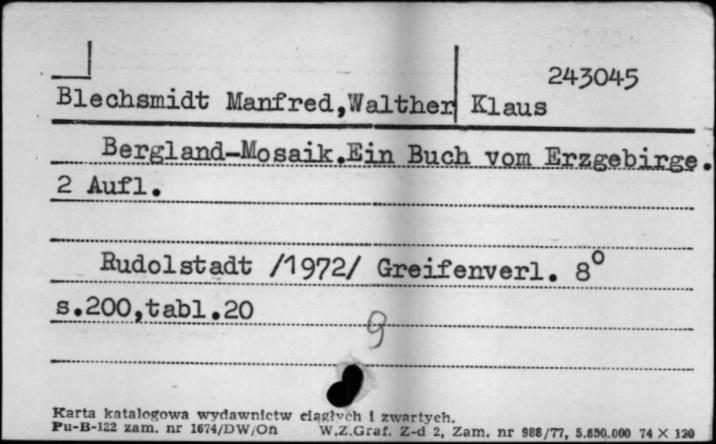 243045
Blechsmidt Manfred,Walther Klaus
Bergland-Mosaik.Ein Buch vom Erzgebirge.
2 Aufl.
Rudolstadt /1972/ Greifenverl. 8°
s.200,tabl.20
g
Karta katalogowa wydawnictw ciągłych i zwartych.
Pu-B-122 zam. nr 1674/DW/On W.Z.Graf. Z-d 2, Zam. nr 988/77, 5.650.000 74 X 120